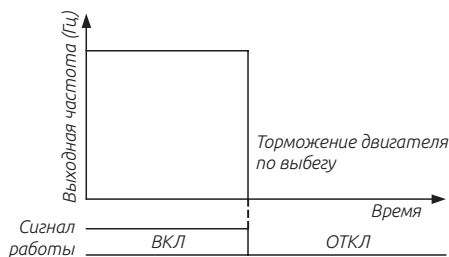 Выходная частота (Гц)
Торможение двигателя
по выбегу
Время
Сигнал
работы
ВКЛ
ОТКЛ